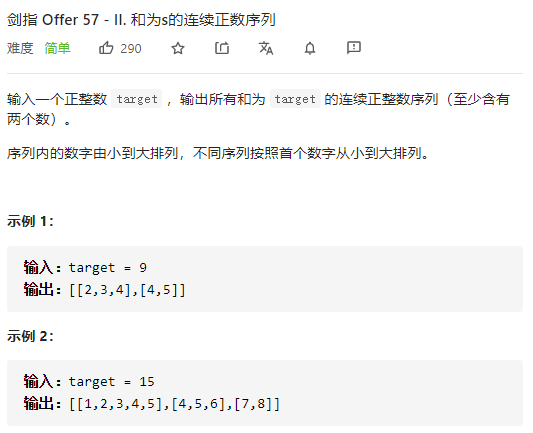 剑指 Offer 57 - II. 和为s的连续正数序列
难度 简单 290
输入一个正整数 target ，输出所有和为 target 的连续正整数序列（至少含有
两个数）。
序列内的数字由小到大排列，不同序列按照首个数字从小到大排列。
示例 1：
输入：target = 9
输出：[[2,3,4],[4,5]]
示例 2：
输入：target = 15
输出：[[1,2,3,4,5],[4,5,6],[7,8]]